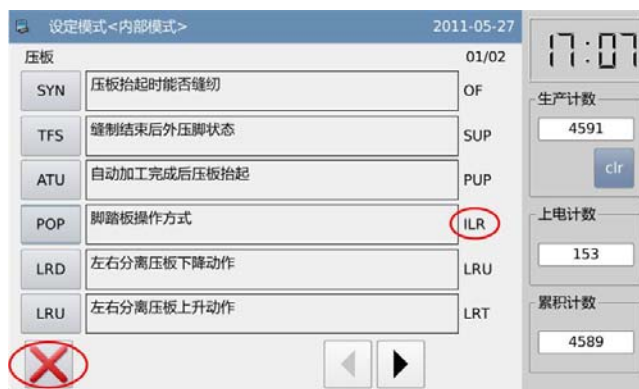 设定模式<内部模式> 2011-05-27
压板 01/02
SYN 压板抬起时能否缝纫 OF
TFS 缝制结束后外压脚状态 SUP
ATU 自动加工完成后压板抬起 PUP
POP 脚踏板操作方式 ILR
LRD 左右分离压板下降动作 LRU
LRU 左右分离压板上升动作 LRT
17:07
生产计数
4591
clr
上电计数
153
累积计数
4589